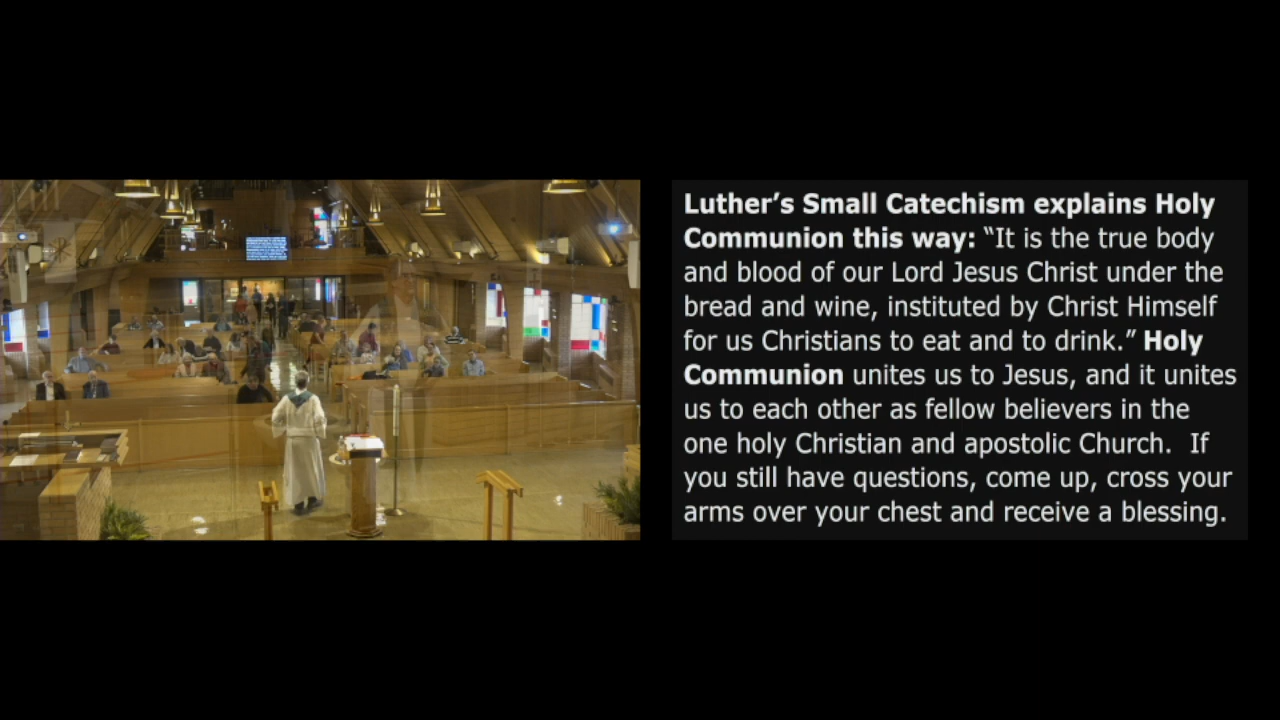 Luther’s Small Catechism explains Holy
Communion this way: “It is the true body
and blood of our Lord Jesus Christ under the
bread and wine, instituted by Christ Himself
for us Christians to eat and to drink.” Holy
Communion unites us to Jesus, and it unites
us to each other as fellow believers in the
one holy Christian and apostolic Church.  If
you still have questions, come up, cross your
arms over your chest and receive a blessing.